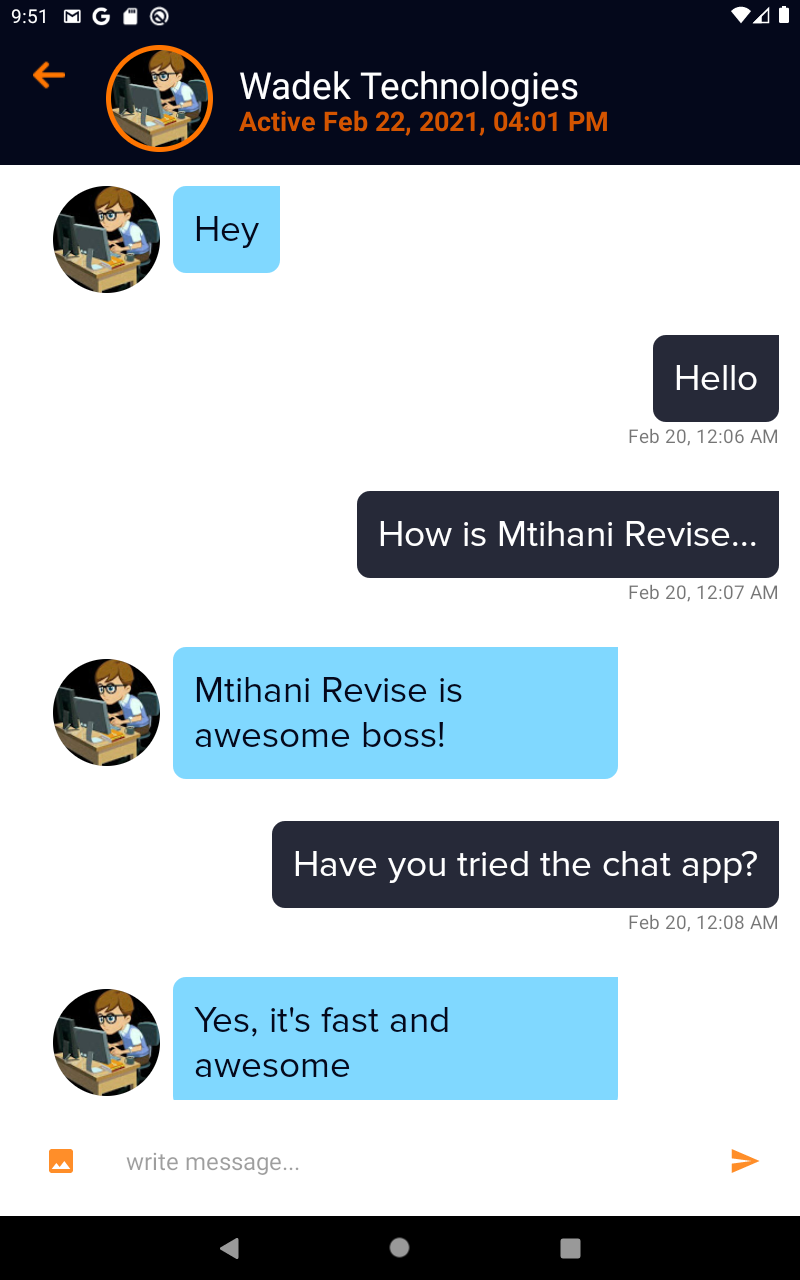 9:51
Wadek Technologies
Active Feb 22, 2021, 04:01 PM
Hey
Hello
Feb 20, 12:06 AM
How is Mtihani Revise...
Feb 20, 12:07 AM
Mtihani Revise is
awesome boss!
Have you tried the chat app?
Feb 20, 12:08 AM
Yes, it's fast and
awesome
write message...